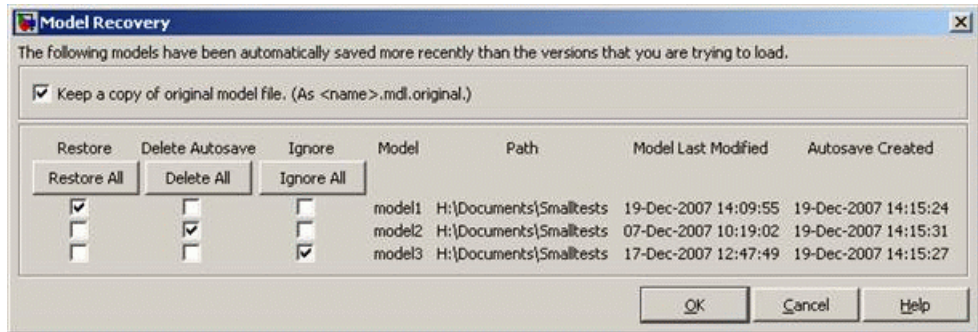 Model Recovery
The following models have been automatically saved more recently than the versions that you are trying to load.
Keep a copy of original model file. (As <name>.mdl.original.)
Restore Delete Autosave Ignore Model Path Model Last Modified Autosave Created
Restore All Delete All Ignore All
model1 H:\Documents\Smalltests 19-Dec-2007 14:09:55 19-Dec-2007 14:15:24
model2 H:\Documents\Smalltests 07-Dec-2007 10:19:02 19-Dec-2007 14:15:31
model3 H:\Documents\Smalltests 17-Dec-2007 12:47:49 19-Dec-2007 14:15:27
OK Cancel Help